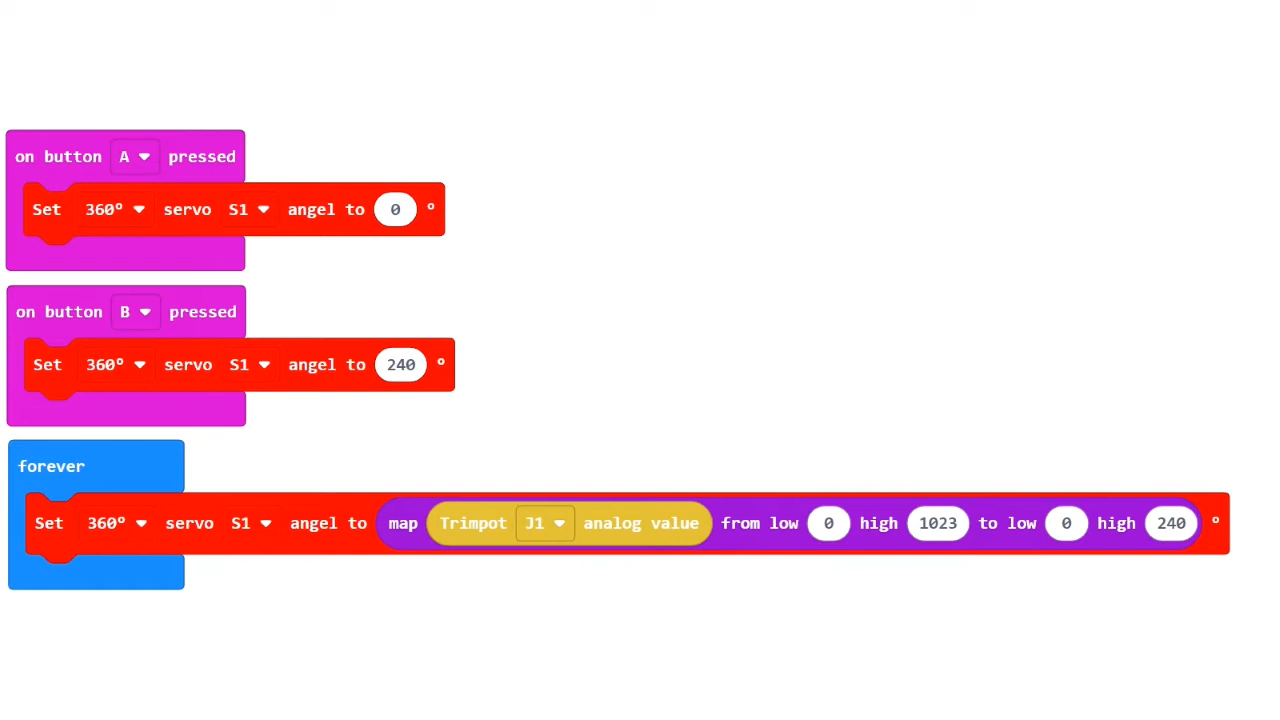 on button A pressed
Set 360° servo S1 angel to 0 °
on button B pressed
Set 360° servo S1 angel to 240 °
forever
Set 360° servo S1 angel to map Trimpot J1 analog value from low 0 high 1023 to low 0 high 240 °